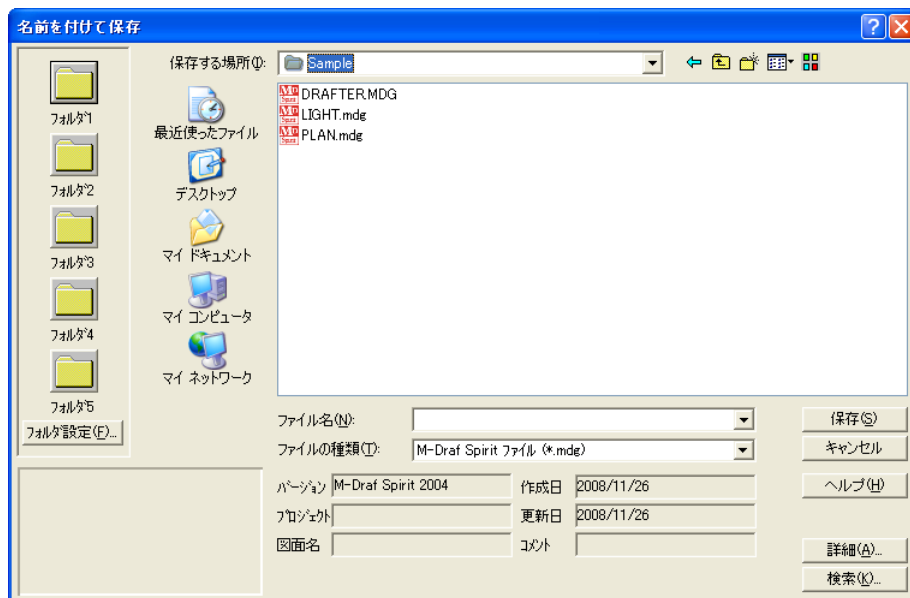 名前を付けて保存
保存する場所(I):
Sample
フォルダ1
フォルダ2
フォルダ3
フォルダ4
フォルダ5
フォルダ設定(F)...
最近使ったファイル
デスクトップ
マイ ドキュメント
マイ コンピュータ
マイ ネットワーク
DRAFTER.MDG
LIGHT.mdg
PLAN.mdg
ファイル名(N):
保存(S)
ファイルの種類(T):
M-Draf Spirit ファイル (*.mdg)
キャンセル
バージョン
M-Draf Spirit 2004
作成日
2008/11/26
ヘルプ(H)
プロジェクト
更新日
2008/11/26
図面名
コメント
詳細(A)...
検索(K)...